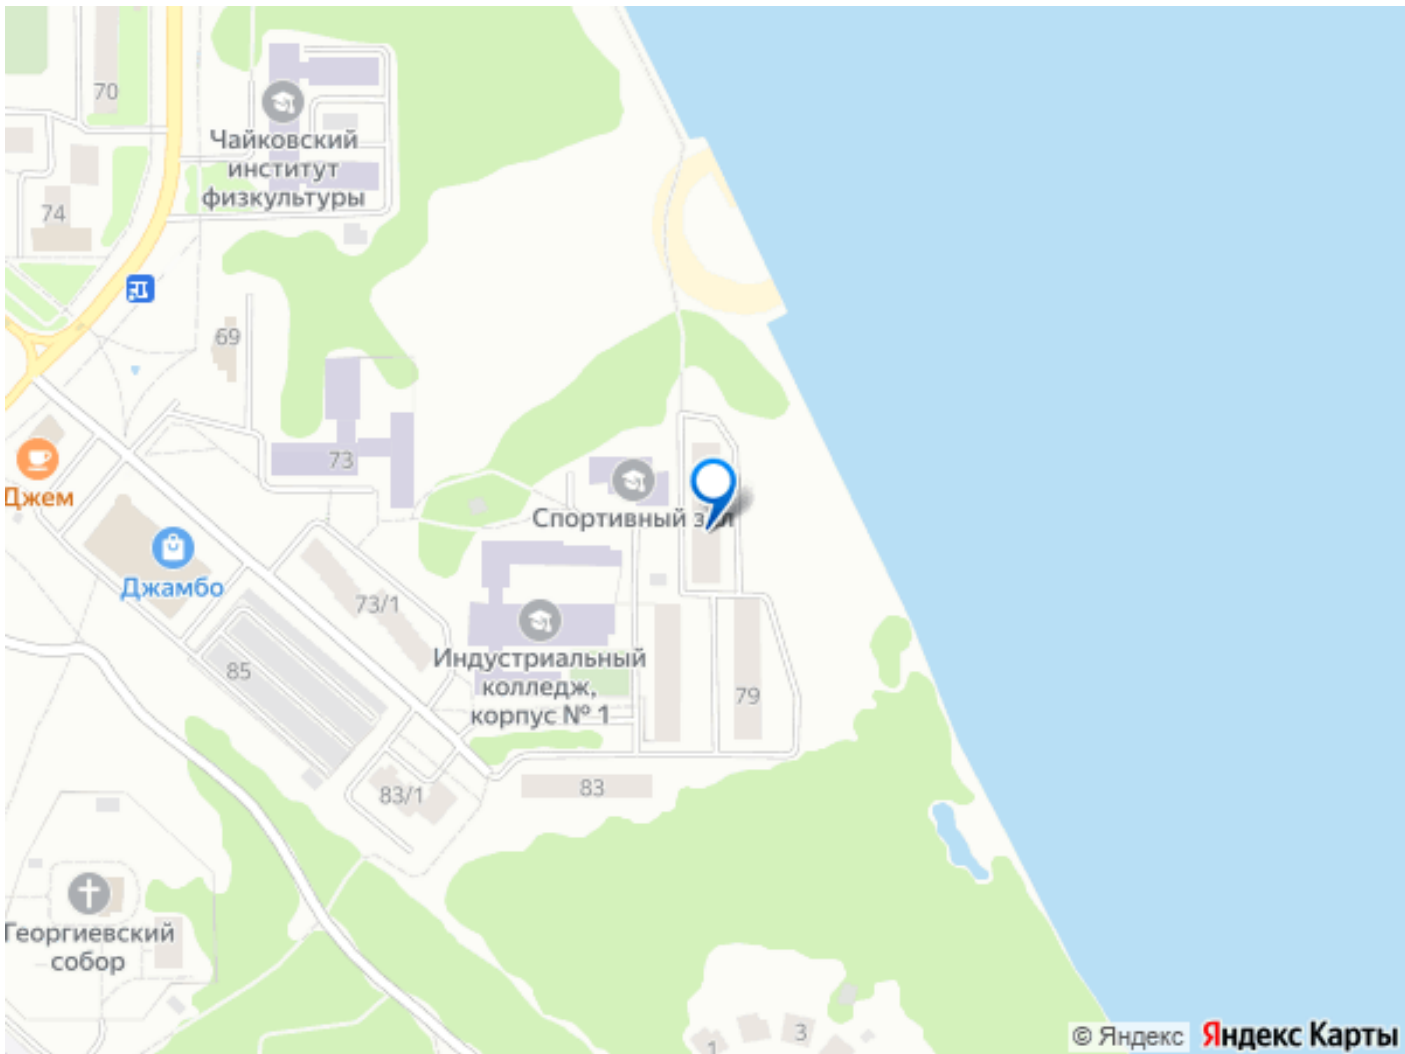 70
Чайковский
институт
физкультуры
74
69
73
Джем
Спортивный
Джамбо
73/1
85
Индустриальный
колледж,
корпус № 1
79
83
83/1
Георгиевский
собор
1
3
© Яндекс
Яндекс Карты